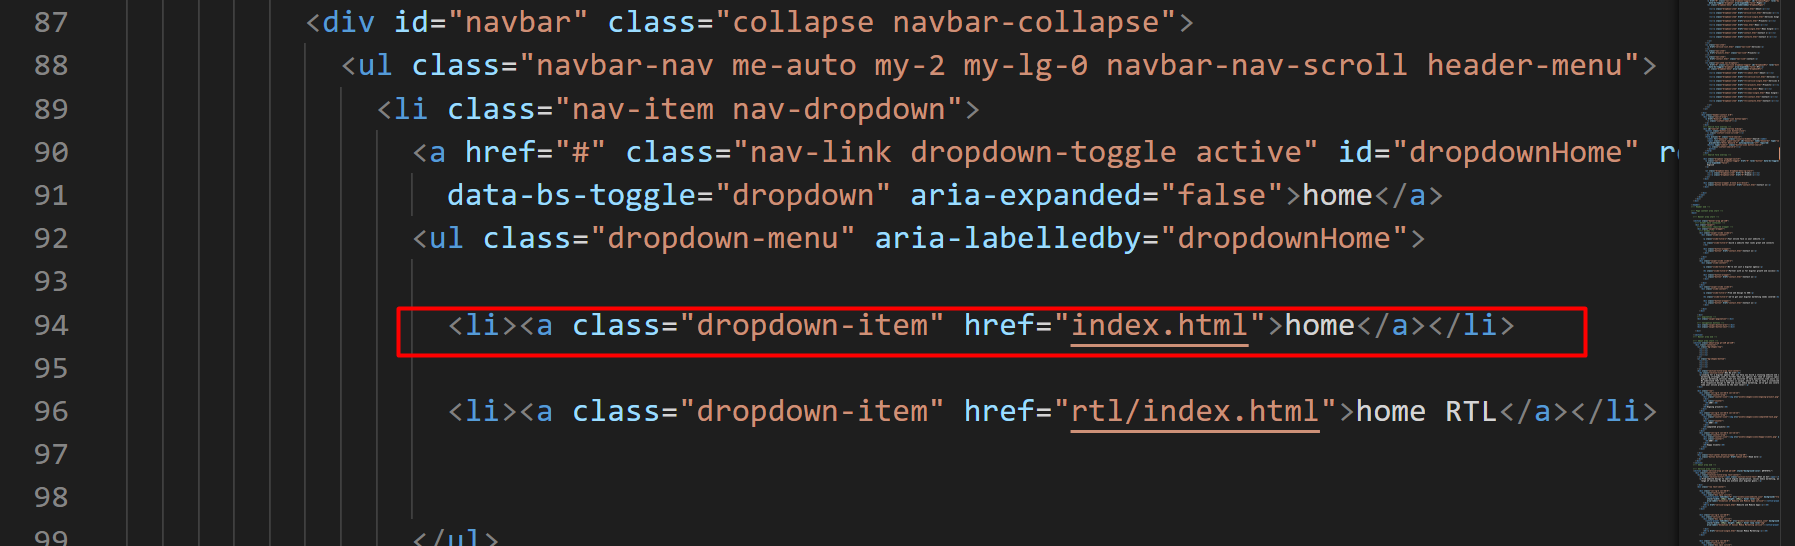 87 <div id="navbar" class="collapse navbar-collapse">
88 <ul class="navbar-nav me-auto my-2 my-lg-0 navbar-nav-scroll header-menu">
89 <li class="nav-item nav-dropdown">
90 <a href="#" class="nav-link dropdown-toggle active" id="dropdownHome"
91 data-bs-toggle="dropdown" aria-expanded="false">home</a>
92 <ul class="dropdown-menu" aria-labelledby="dropdownHome">
93
94 <li><a class="dropdown-item" href="index.html">home</a></li>
95
96 <li><a class="dropdown-item" href="rtl/index.html">home RTL</a></li>
97
98
99 </ul>